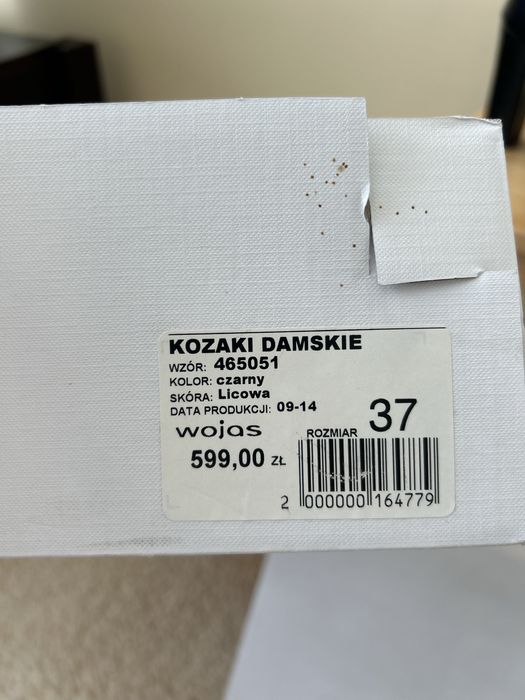 KOZAKI DAMSKIE
WZÓR: 465051
KOLOR: czarny
SKÓRA: Licowa
DATA PRODUKCJI: 09-14
wojas
ROZMIAR 37
599,00 ZŁ
2 000000 164779